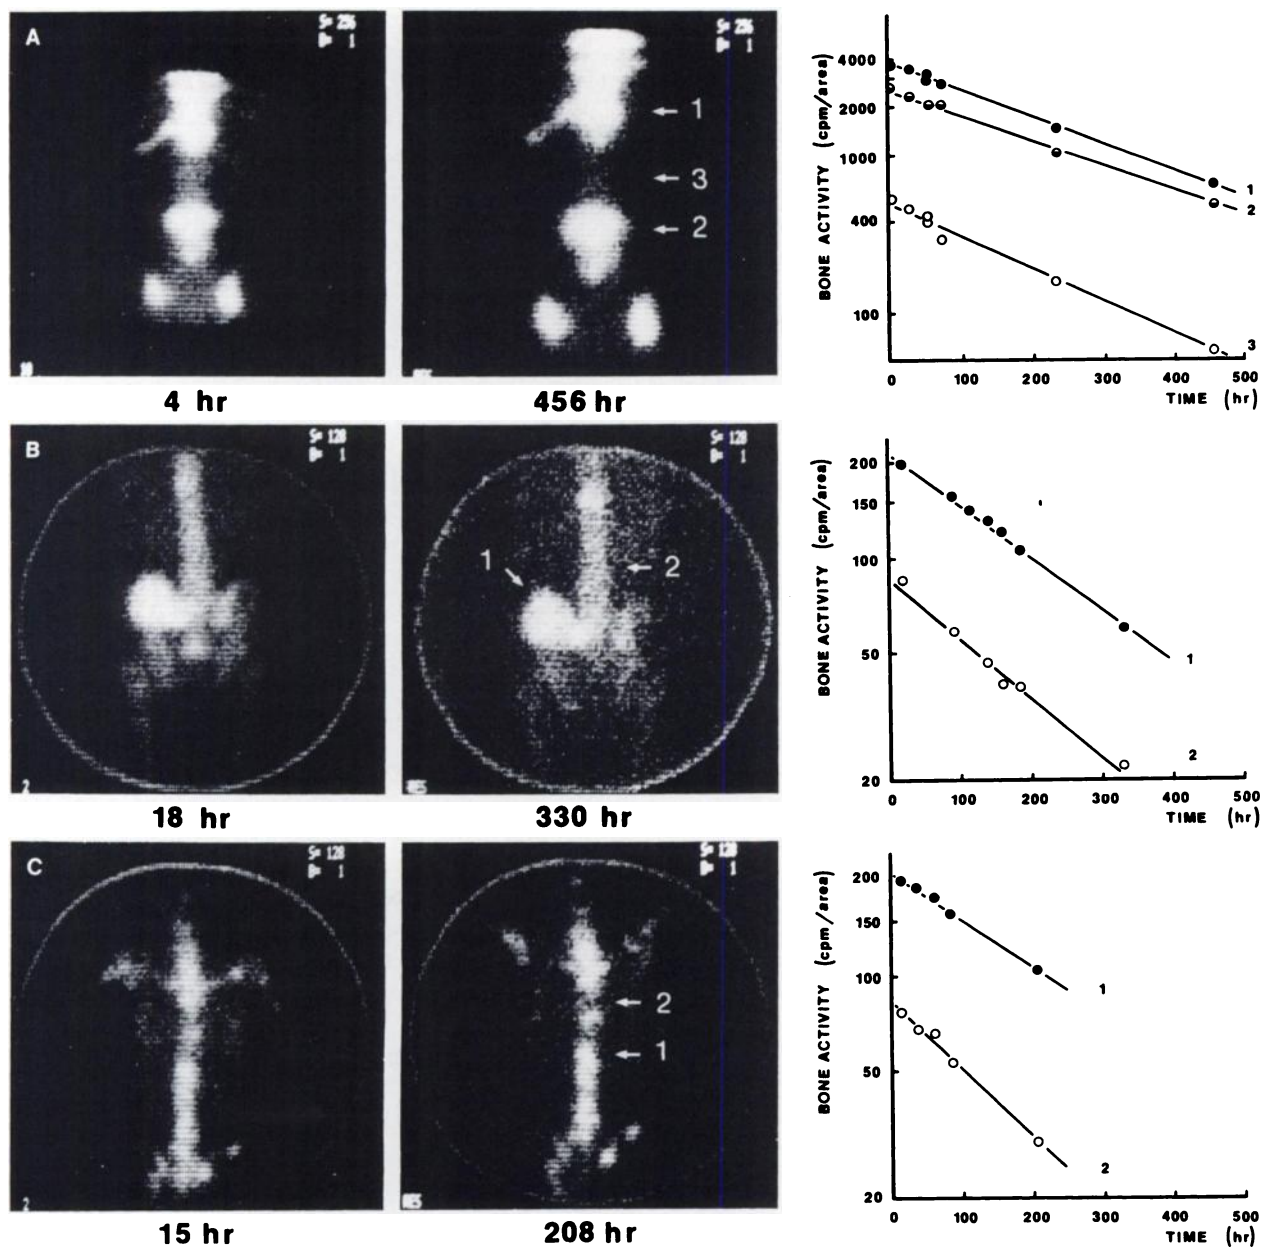 A
S= 256
B= 1
S= 256
B= 1
1
3
2
4 hr
456 hr
BONE ACTIVITY (cpm/area)
4000
2000
1000
400
100
1
2
3
0 100 200 300 400 500
TIME (hr)
B
S= 128
B= 1
S= 128
B= 1
1
2
2
18 hr
330 hr
BONE ACTIVITY (cpm/area)
200
150
100
50
20
1
2
0 100 200 300 400 500
TIME (hr)
C
S= 128
B= 1
S= 128
B= 1
2
1
2
15 hr
208 hr
BONE ACTIVITY (cpm/area)
200
150
100
50
20
1
2
0 100 200 300 400 500
TIME (hr)